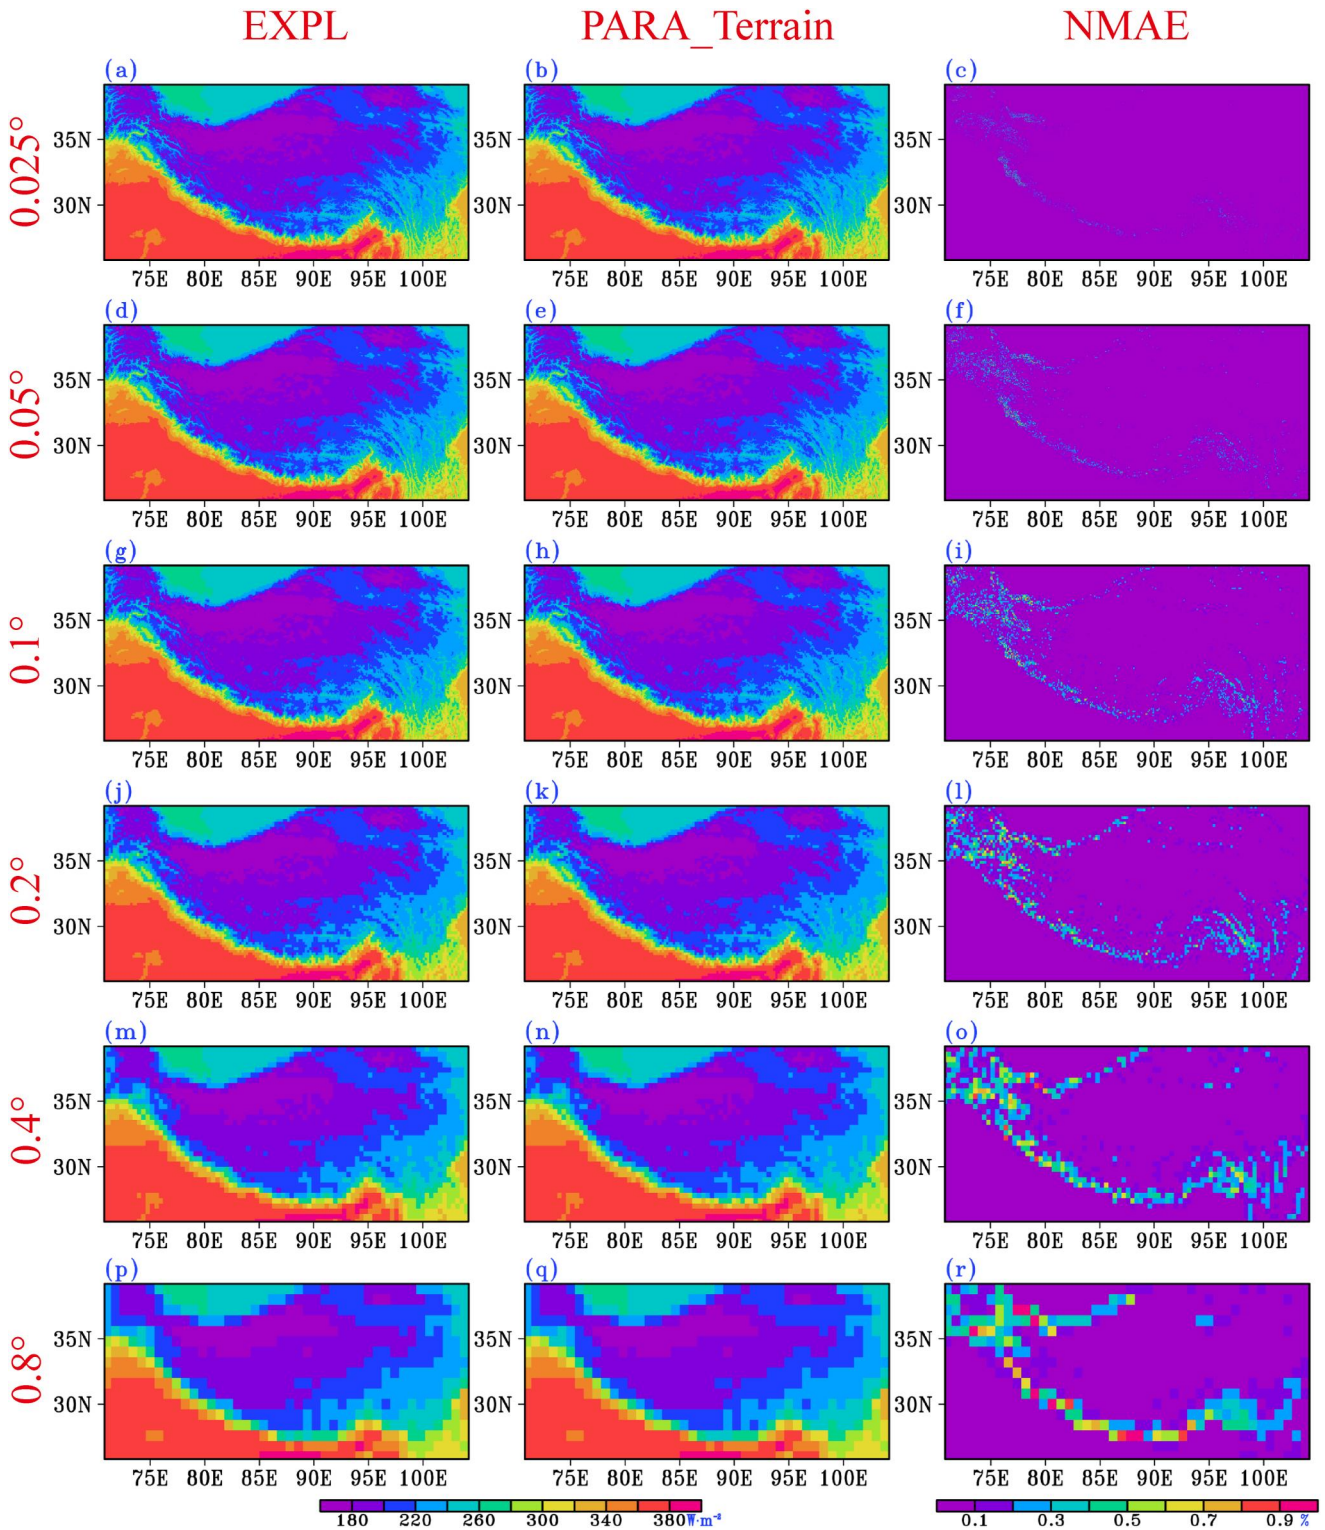 EXPL PARA_Terrain NMAE
(a) (b) (c)
0.025°
35N 35N 35N
30N 30N 30N
75E 80E 85E 90E 95E 100E 75E 80E 85E 90E 95E 100E 75E 80E 85E 90E 95E 100E
(d) (e) (f)
0.05°
35N 35N 35N
30N 30N 30N
75E 80E 85E 90E 95E 100E 75E 80E 85E 90E 95E 100E 75E 80E 85E 90E 95E 100E
(g) (h) (i)
0.1°
35N 35N 35N
30N 30N 30N
75E 80E 85E 90E 95E 100E 75E 80E 85E 90E 95E 100E 75E 80E 85E 90E 95E 100E
(j) (k) (l)
0.2°
35N 35N 35N
30N 30N 30N
75E 80E 85E 90E 95E 100E 75E 80E 85E 90E 95E 100E 75E 80E 85E 90E 95E 100E
(m) (n) (o)
0.4°
35N 35N 35N
30N 30N 30N
75E 80E 85E 90E 95E 100E 75E 80E 85E 90E 95E 100E 75E 80E 85E 90E 95E 100E
(p) (q) (r)
0.8°
35N 35N 35N
30N 30N 30N
75E 80E 85E 90E 95E 100E 75E 80E 85E 90E 95E 100E 75E 80E 85E 90E 95E 100E
180 220 260 300 340 380 W·m⁻² 0.1 0.3 0.5 0.7 0.9 %